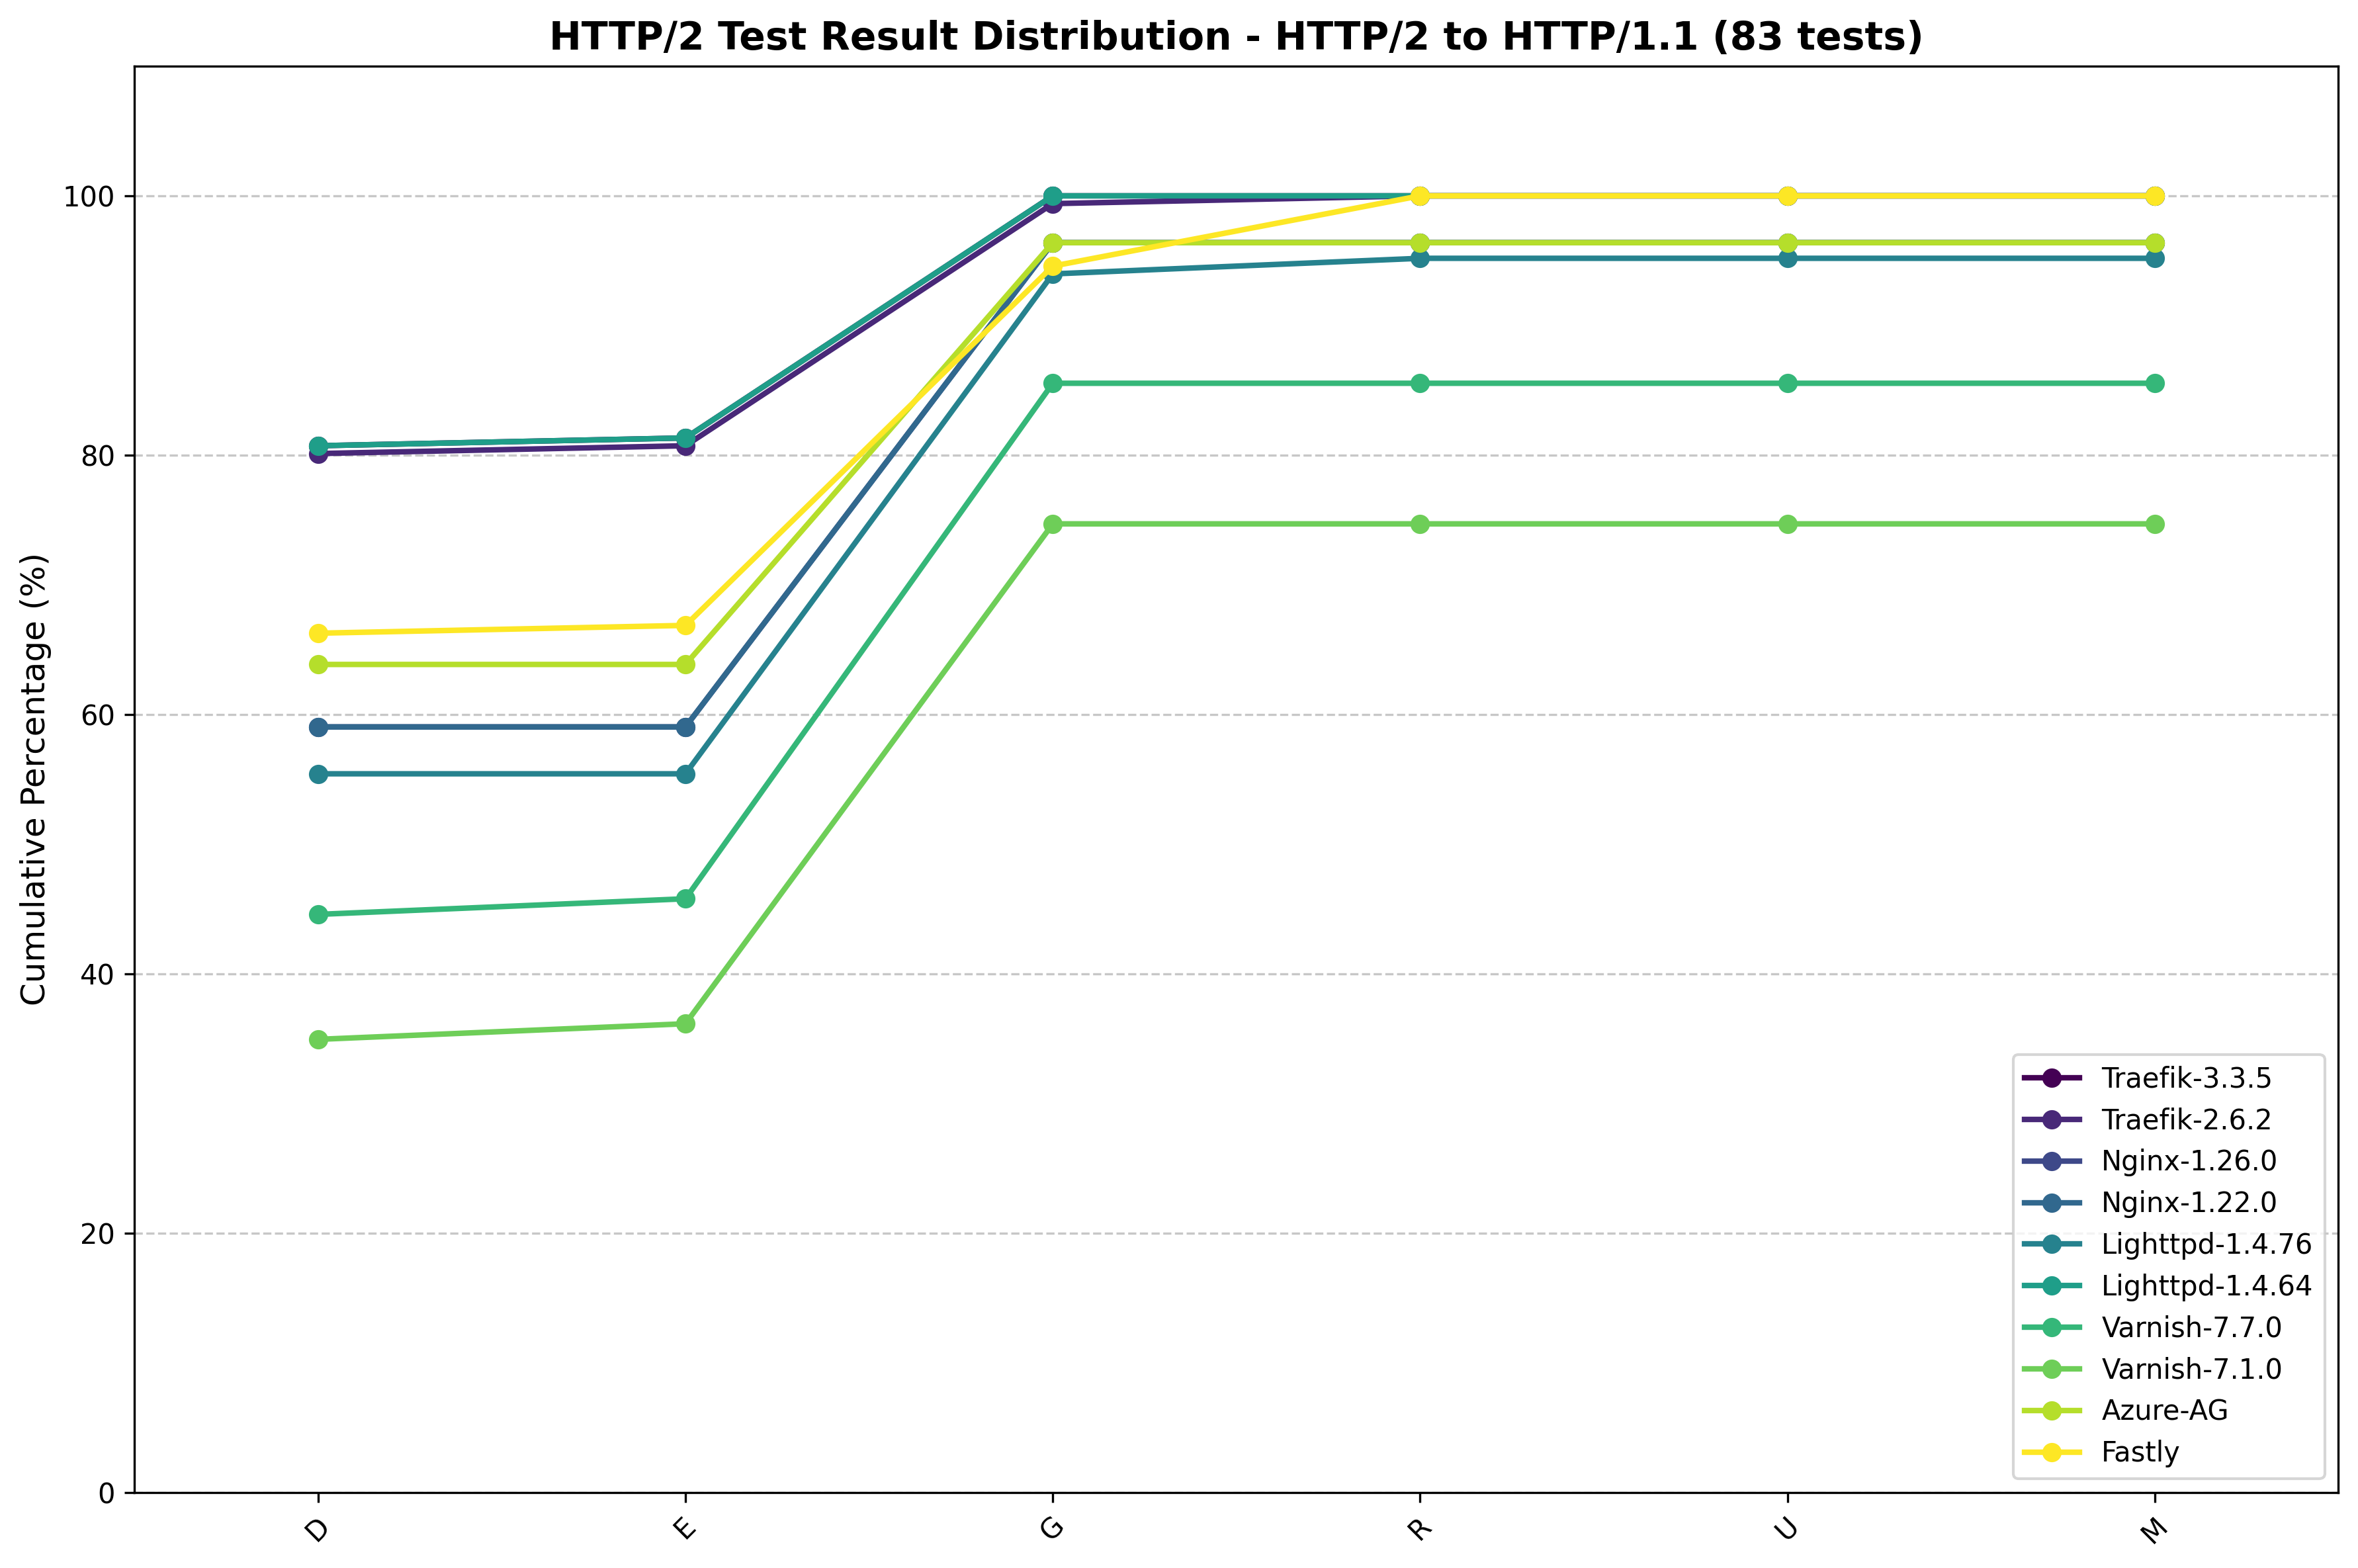 HTTP/2 Test Result Distribution - HTTP/2 to HTTP/1.1 (83 tests)
Cumulative Percentage (%)
100
80
60
40
20
0
D
E
G
R
U
M
Traefik-3.3.5
Traefik-2.6.2
Nginx-1.26.0
Nginx-1.22.0
Lighttpd-1.4.76
Lighttpd-1.4.64
Varnish-7.7.0
Varnish-7.1.0
Azure-AG
Fastly